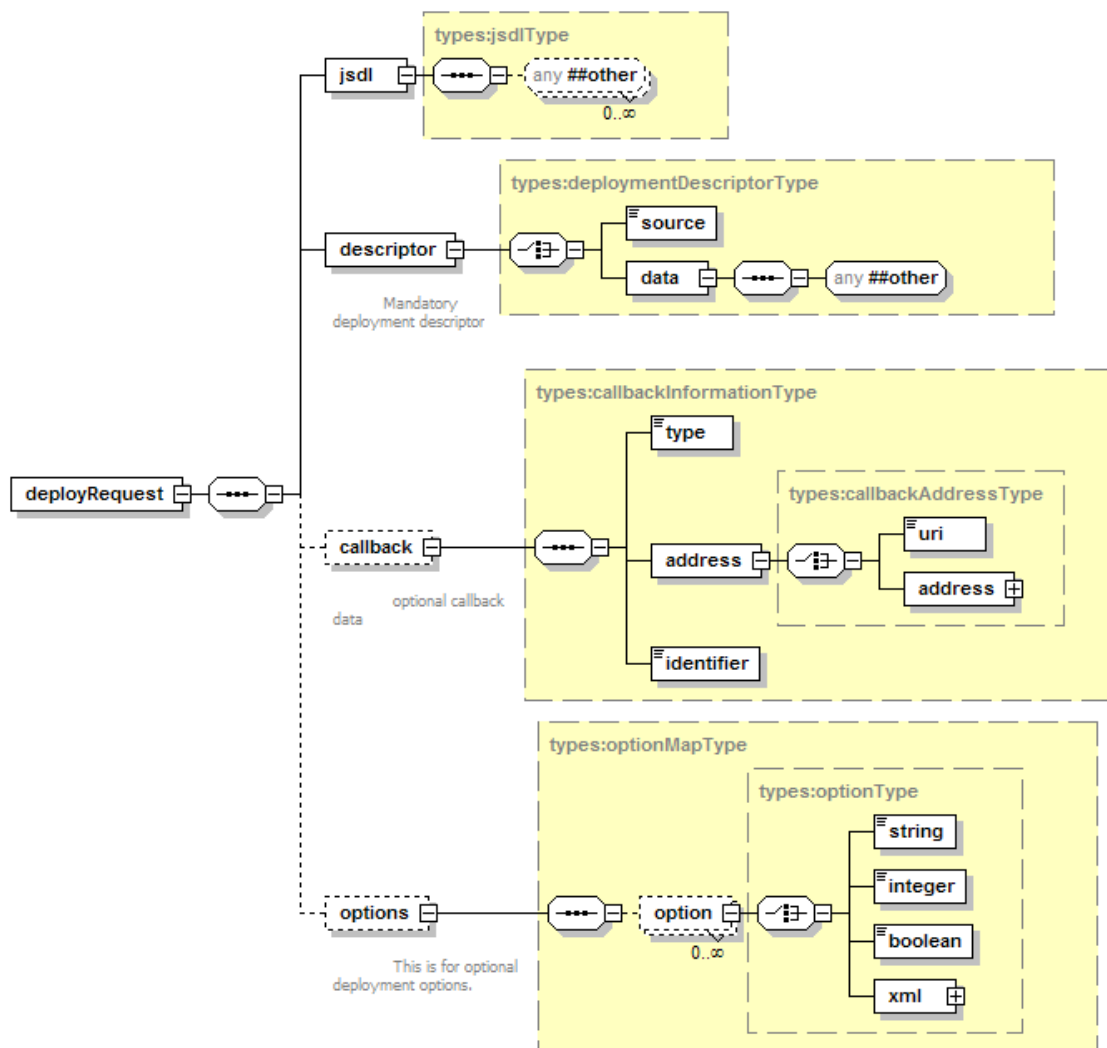 types:jsdlType
jsdl
any ##other
0..∞
types:deploymentDescriptorType
source
descriptor
data
any ##other
Mandatory
deployment descriptor
types:callbackInformationType
type
types:callbackAddressType
deployRequest
uri
callback
address
address
optional callback
data
identifier
types:optionMapType
types:optionType
string
integer
options
option
boolean
0..∞
This is for optional
deployment options.
xml